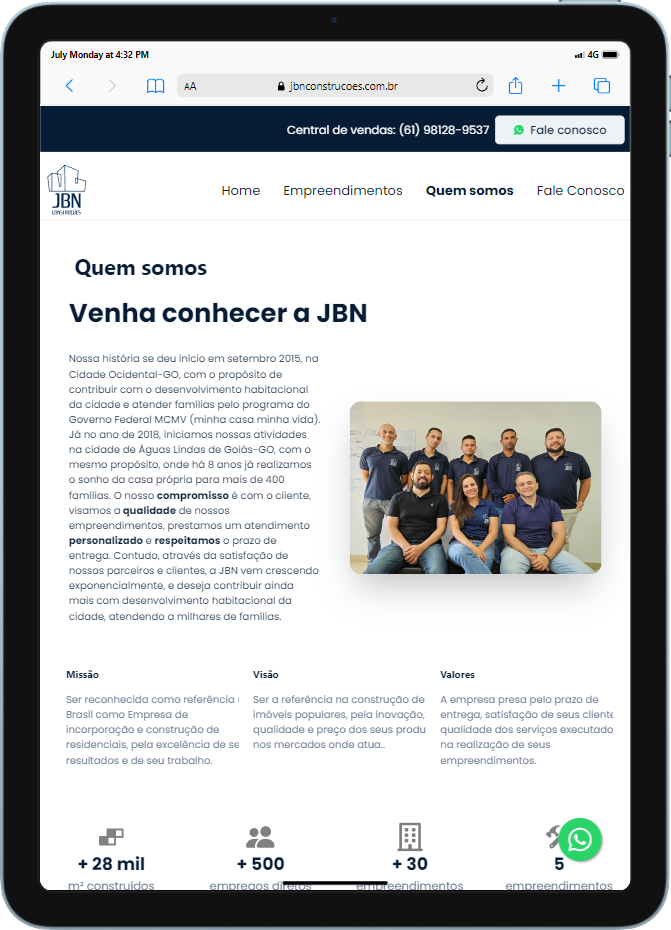 July Monday at 4:32 PM
4G
AA
jbnconstrucoes.com.br
Central de vendas: (61) 98128-9537
Fale conosco
JBN
CONSTRUÇÕES
Home
Empreendimentos
Quem somos
Fale Conosco
Quem somos
Venha conhecer a JBN
Nossa história se deu início em setembro 2015, na
Cidade Ocidental-GO, com o propósito de
contribuir com o desenvolvimento habitacional
da cidade e atender famílias pelo programa do
Governo Federal MCMV (minha casa minha vida).
Já no ano de 2018, iniciamos nossas atividades
na cidade de Águas Lindas de Goiás-GO, com o
mesmo propósito, onde há 8 anos já realizamos
o sonho da casa própria para mais de 400
famílias. O nosso compromisso é com o cliente,
visamos a qualidade de nossos
empreendimentos, prestamos um atendimento
personalizado e respeitamos o prazo de
entrega. Contudo, através da satisfação de
nossos parceiros e clientes, a JBN vem crescendo
exponencialmente, e deseja contribuir ainda
mais com desenvolvimento habitacional da
cidade, atendendo a milhares de famílias.
Missão
Ser reconhecida como referência
Brasil como Empresa de
incorporação e construção de
residenciais, pela excelência de se
resultados e de seu trabalho.
Visão
Ser a referência na construção de
imóveis populares, pela inovação,
qualidade e preço dos seus produ
nos mercados onde atua..
Valores
A empresa presa pelo prazo de
entrega, satisfação de seus cliente
qualidade dos serviços executado
na realização de seus
empreendimentos.
+ 28 mil
m² construídos
+ 500
empregos diretos
+ 30
empreendimentos
5
empreendimentos